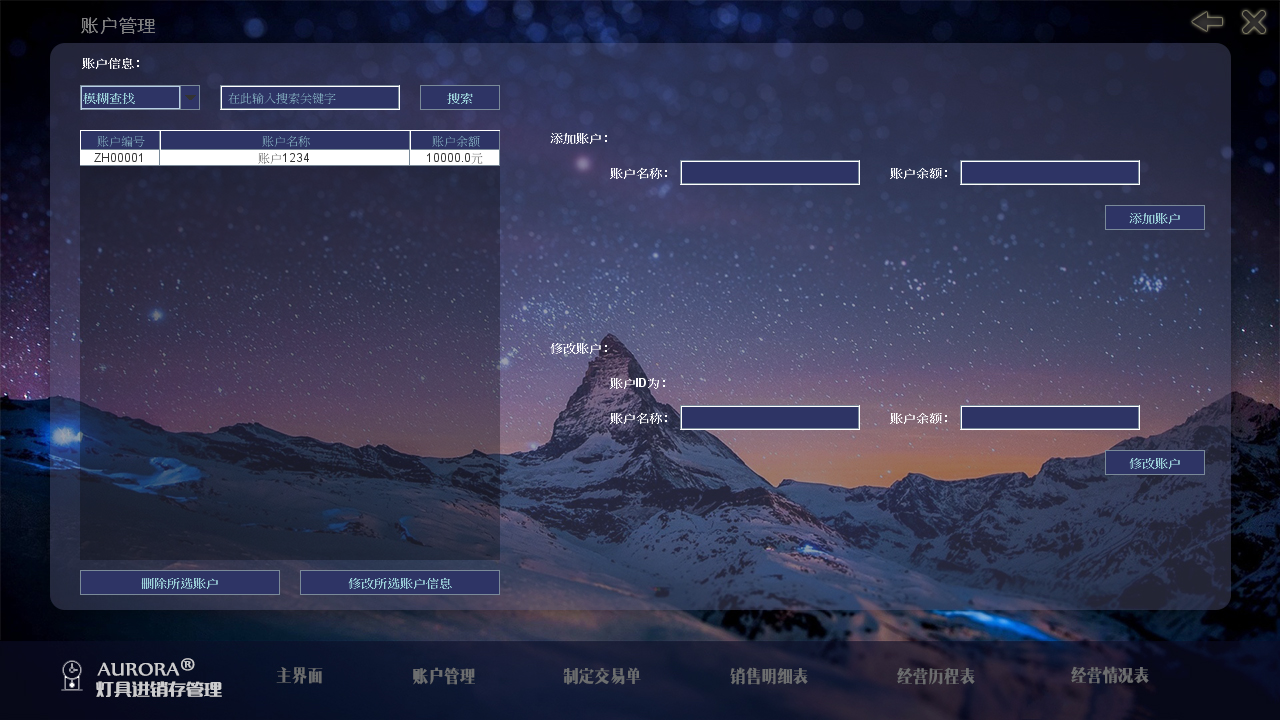 账户管理
账户信息：
模糊查找 在此输入搜索关键字 搜索
账户编号 账户名称 账户余额
ZH00001 账户1234 10000.0元
添加账户：
账户名称： 账户余额：
添加账户
修改账户：
账户ID为：
账户名称： 账户余额：
修改账户
删除所选账户 修改所选账户信息
AURORA®
灯具进销存管理
主界面 账户管理 制定交易单 销售明细表 经营历程表 经营情况表